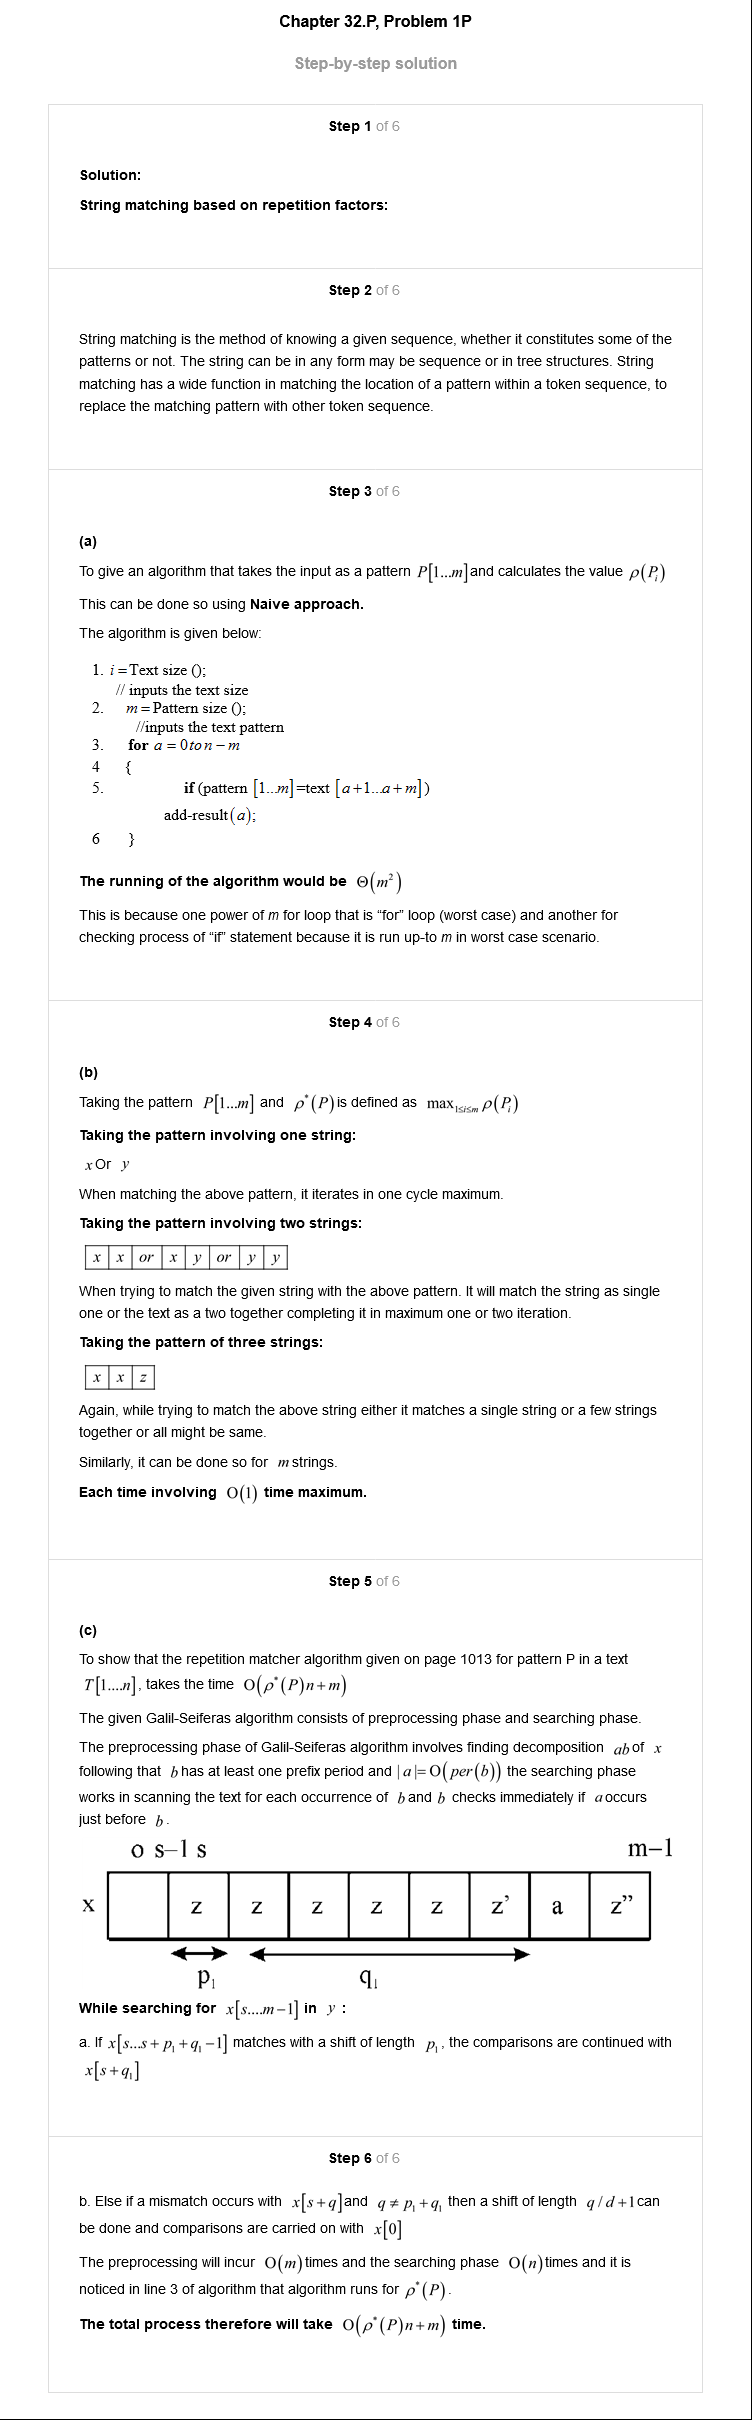 Chapter 32.P, Problem 1P
Step-by-step solution
Step 1 of 6
Solution:
String matching based on repetition factors:
Step 2 of 6
String matching is the method of knowing a given sequence, whether it constitutes some of the
patterns or not. The string can be in any form may be sequence or in tree structures. String
matching has a wide function in matching the location of a pattern within a token sequence, to
replace the matching pattern with other token sequence.
Step 3 of 6
(a)
To give an algorithm that takes the input as a pattern P[1...m]and calculates the value ρ(Pᵢ)
This can be done so using Naive approach.
The algorithm is given below:
1. i = Text size ();
// inputs the text size
2. m = Pattern size ();
//inputs the text pattern
3. for a = 0 to n − m
4 {
5. if (pattern [1...m]=text [a+1...a+m])
add-result(a);
6 }
The running of the algorithm would be Θ(m²)
This is because one power of m for loop that is “for” loop (worst case) and another for
checking process of “if” statement because it is run up-to m in worst case scenario.
Step 4 of 6
(b)
Taking the pattern P[1...m] and ρ*(P) is defined as max₁≤i≤m ρ(Pᵢ)
Taking the pattern involving one string:
x Or y
When matching the above pattern, it iterates in one cycle maximum.
Taking the pattern involving two strings:
x x or x y or y y
When trying to match the given string with the above pattern. It will match the string as single
one or the text as a two together completing it in maximum one or two iteration.
Taking the pattern of three strings:
x x z
Again, while trying to match the above string either it matches a single string or a few strings
together or all might be same.
Similarly, it can be done so for m strings.
Each time involving O(1) time maximum.
Step 5 of 6
(c)
To show that the repetition matcher algorithm given on page 1013 for pattern P in a text
T[1....n], takes the time O(ρ*(P)n+m)
The given Galil-Seiferas algorithm consists of preprocessing phase and searching phase.
The preprocessing phase of Galil-Seiferas algorithm involves finding decomposition ab of x
following that b has at least one prefix period and |a|=O(per(b)) the searching phase
works in scanning the text for each occurrence of b and b checks immediately if a occurs
just before b.
o s–1 s m–1
x z z z z z z’ a z”
p₁ q₁
While searching for x[s....m−1] in y :
a. If x[s...s+p₁+q₁−1] matches with a shift of length p₁, the comparisons are continued with
x[s+q₁]
Step 6 of 6
b. Else if a mismatch occurs with x[s+q]and q ≠ p₁+q₁ then a shift of length q/d+1 can
be done and comparisons are carried on with x[0]
The preprocessing will incur O(m) times and the searching phase O(n) times and it is
noticed in line 3 of algorithm that algorithm runs for ρ*(P).
The total process therefore will take O(ρ*(P)n+m) time.